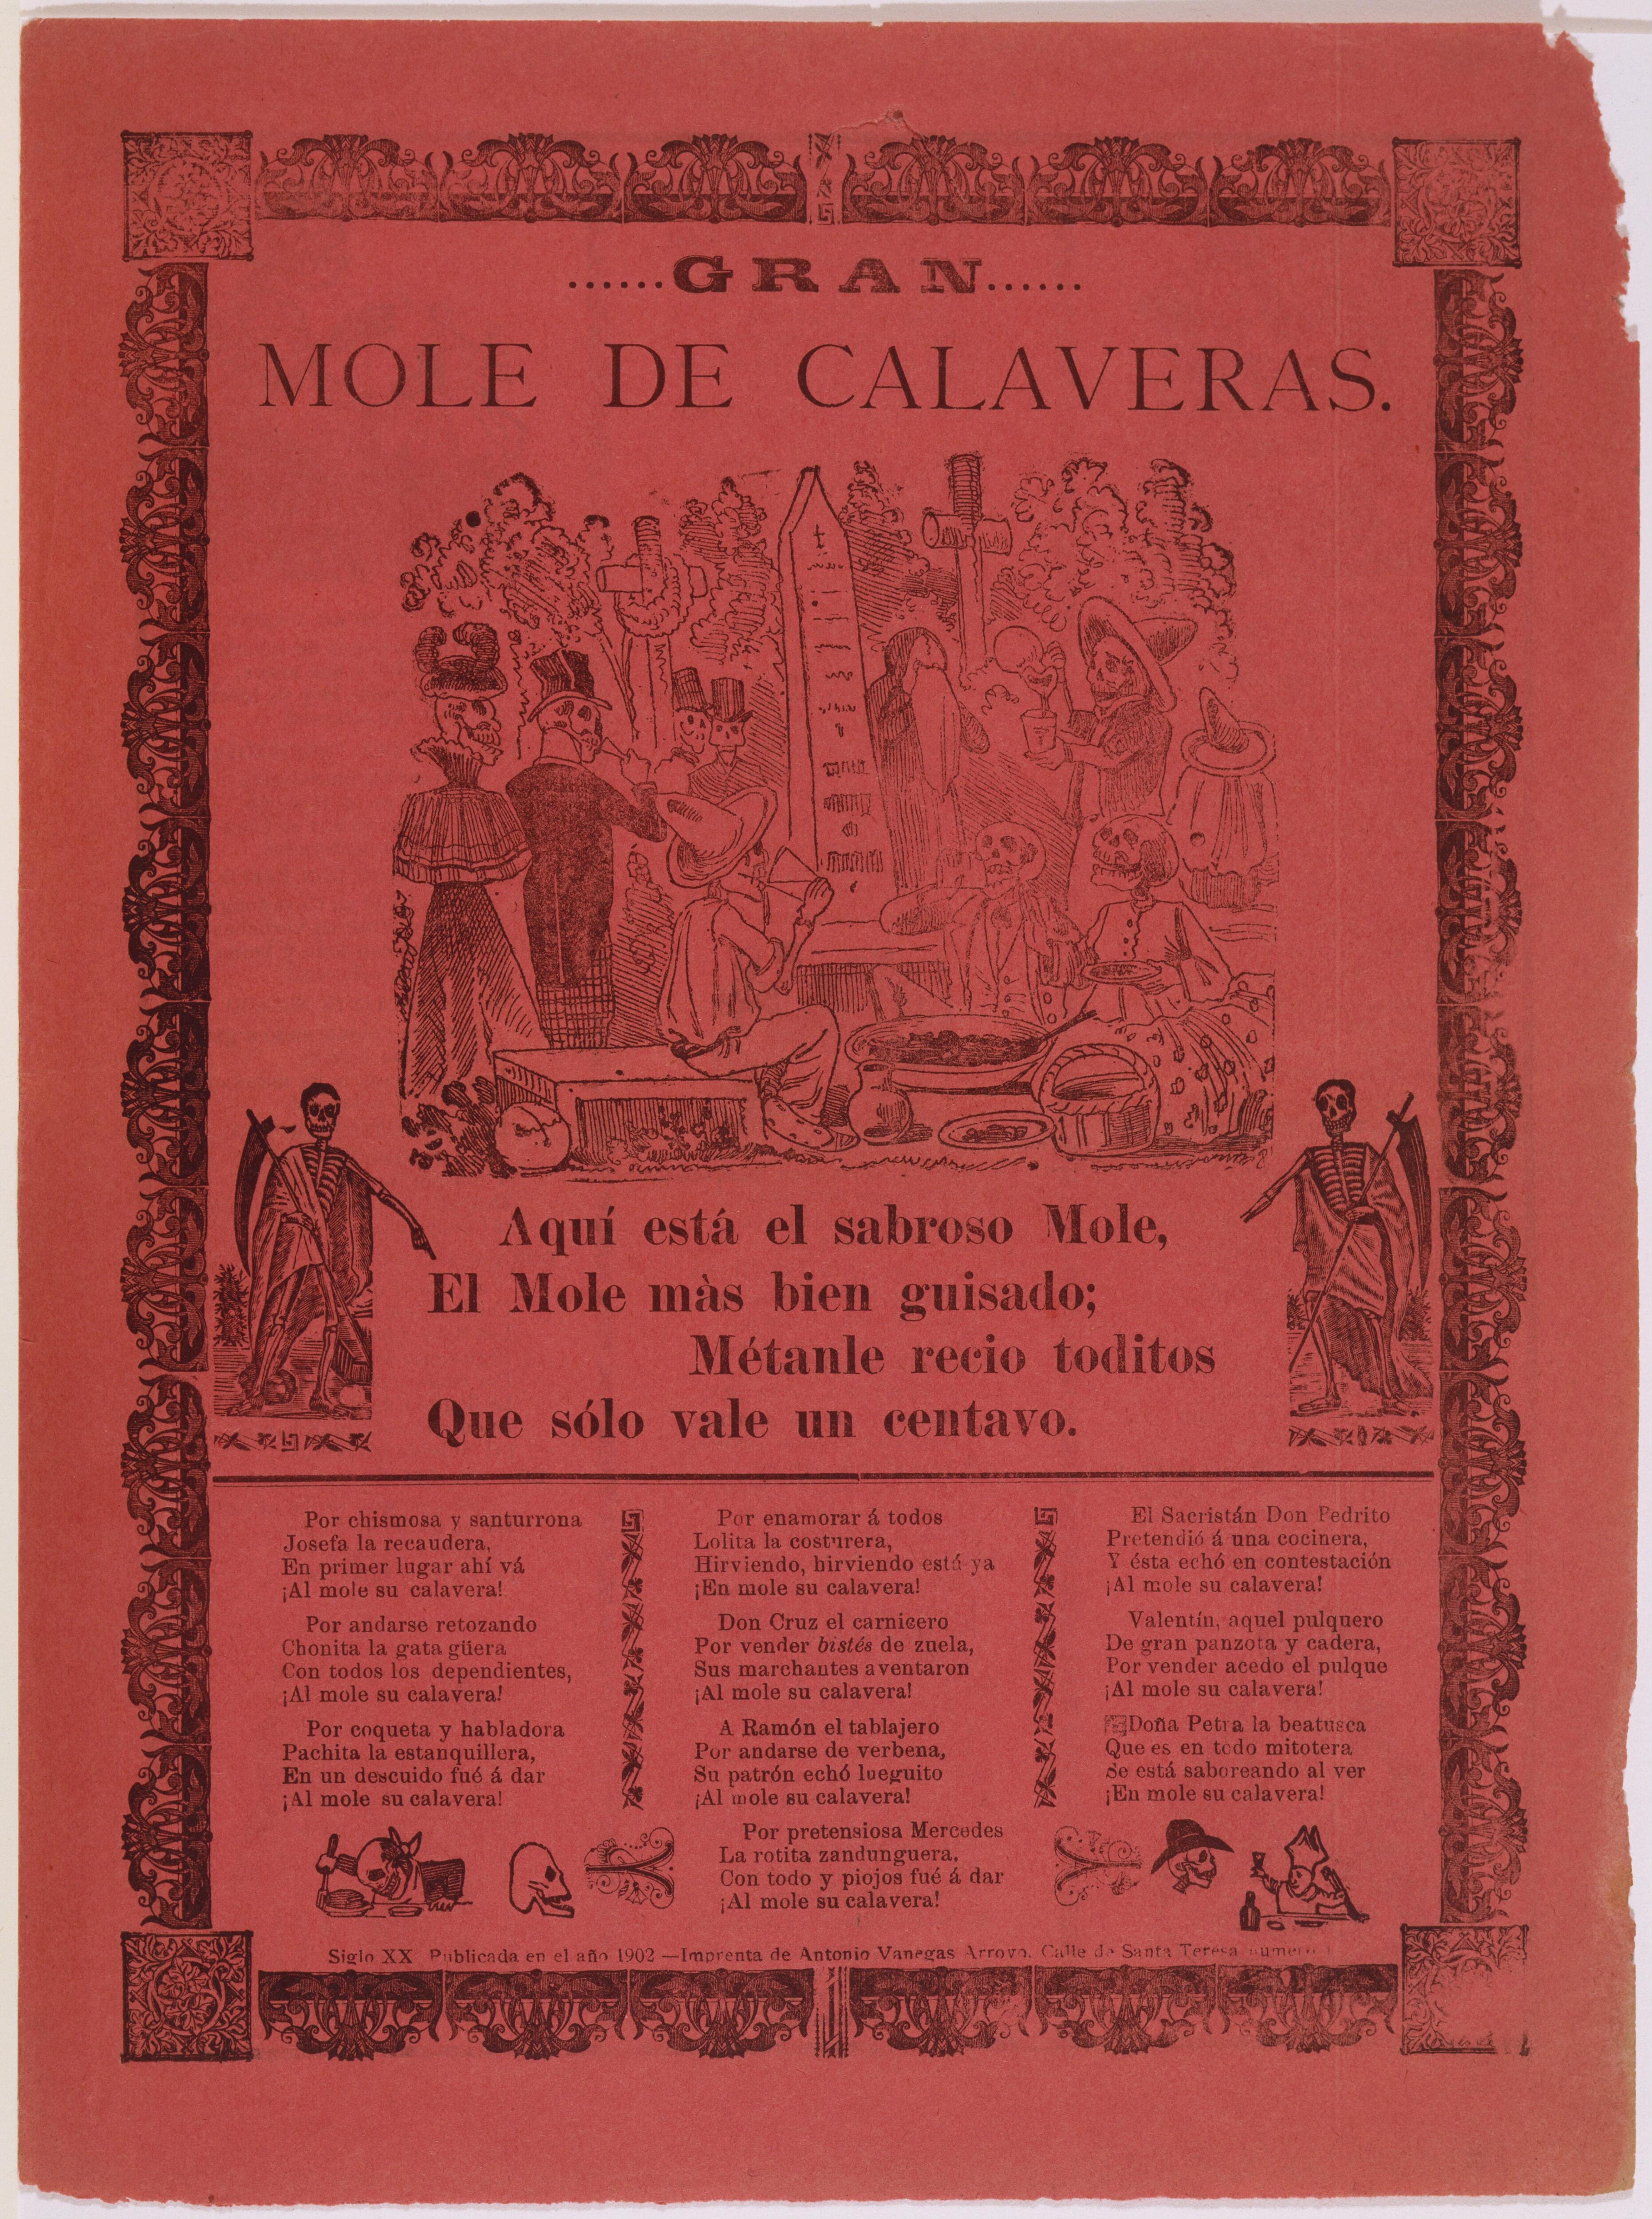 ......GRAN......
MOLE DE CALAVERAS.
Aquí está el sabroso Mole,
El Mole màs bien guisado;
Métanle recio toditos
Que sólo vale un centavo.
Por chismosa y santurrona
Josefa la recaudera,
En primer lugar ahí vá
¡Al mole su calavera!
Por andarse retozando
Chonita la gata güera
Con todos los dependientes,
¡Al mole su calavera!
Por coqueta y habladora
Pachita la estanquillera,
En un descuido fué á dar
¡Al mole su calavera!
Por enamorar á todos
Lolita la costurera,
Hirviendo, hirviendo está ya
¡En mole su calavera!
Don Cruz el carnicero
Por vender bistés de zuela,
Sus marchantes aventaron
¡Al mole su calavera!
A Ramón el tablajero
Por andarse de verbena,
Su patrón echó lueguito
¡Al mole su calavera!
Por pretensiosa Mercedes
La rotita zandunguera,
Con todo y piojos fué á dar
¡Al mole su calavera!
El Sacristán Don Pedrito
Pretendió á una cocinera,
Y ésta echó en contestación
¡Al mole su calavera!
Valentín, aquel pulquero
De gran panzota y cadera,
Por vender acedo el pulque
¡Al mole su calavera!
Doña Petra la beatusca
Que es en todo mitotera
Se está saboreando al ver
¡En mole su calavera!
Siglo XX Publicada en el año 1902 —Imprenta de Antonio Vanegas Arroyo. Calle de Santa Teresa numero